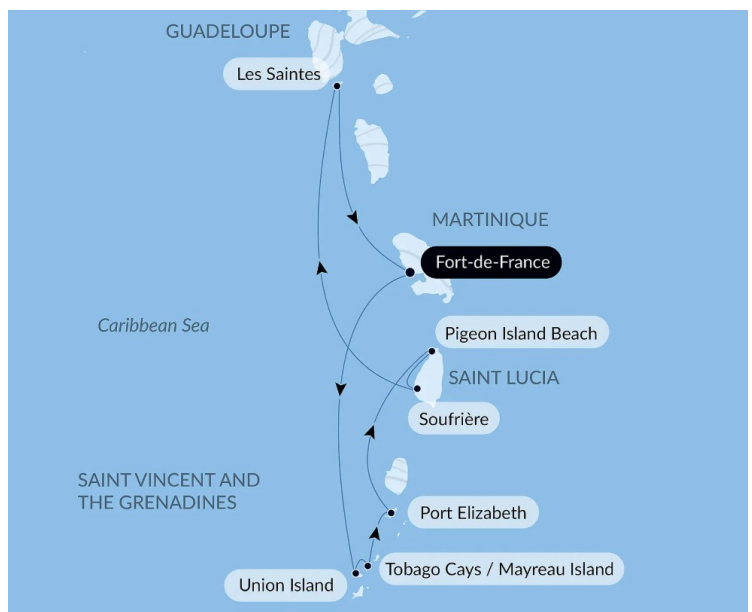 GUADELOUPE
Les Saintes
MARTINIQUE
Fort-de-France
Caribbean Sea
Pigeon Island Beach
SAINT LUCIA
Soufrière
SAINT VINCENT AND
THE GRENADINES
Port Elizabeth
Tobago Cays / Mayreau Island
Union Island